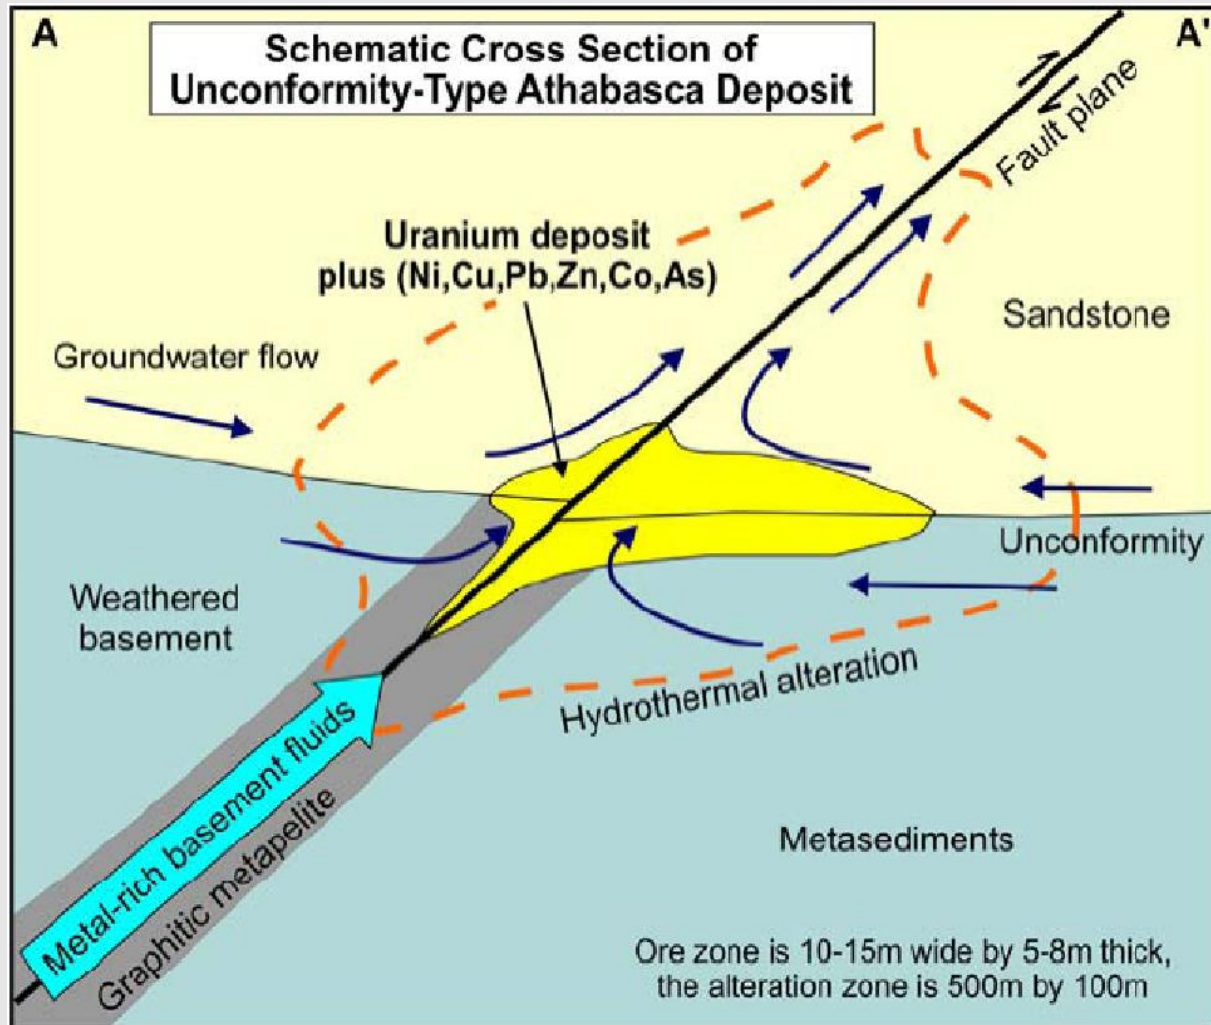 A
A'
Schematic Cross Section of
Unconformity-Type Athabasca Deposit
Fault plane
Uranium deposit
plus (Ni,Cu,Pb,Zn,Co,As)
Sandstone
Groundwater flow
Unconformity
Weathered
basement
Hydrothermal alteration
Metal-rich basement fluids
Graphitic metapelite
Metasediments
Ore zone is 10-15m wide by 5-8m thick,
the alteration zone is 500m by 100m